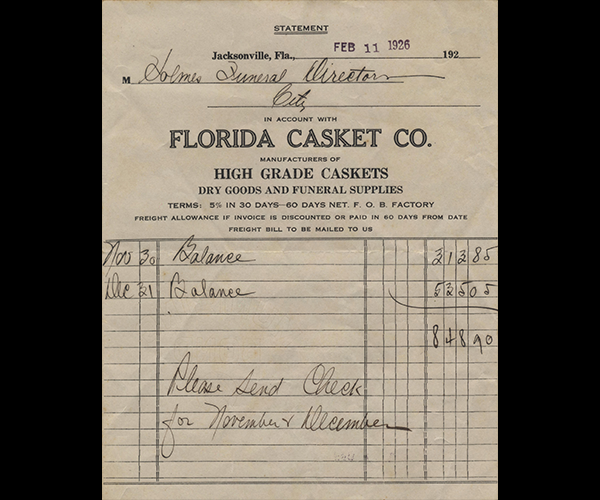 STATEMENT
Jacksonville, Fla., FEB 11 1926 192
M Holmes Funeral Directors
City
IN ACCOUNT WITH
FLORIDA CASKET CO.
MANUFACTURERS OF
HIGH GRADE CASKETS
DRY GOODS AND FUNERAL SUPPLIES
TERMS: 5% IN 30 DAYS—60 DAYS NET. F. O. B. FACTORY
FREIGHT ALLOWANCE IF INVOICE IS DISCOUNTED OR PAID IN 60 DAYS FROM DATE
FREIGHT BILL TO BE MAILED TO US
Nov 30 Balance 313 85
Dec 31 Balance 535 05
848 90
Please send Check
for November & December